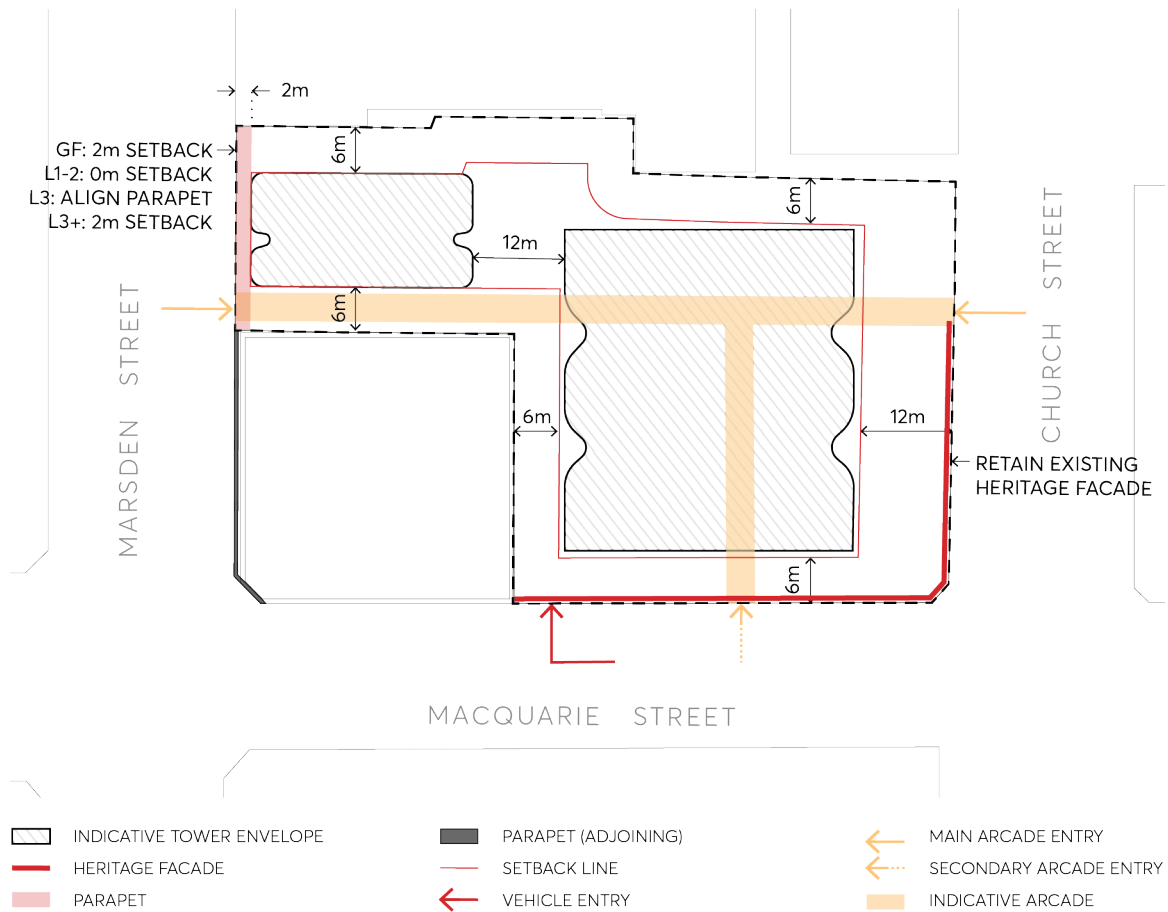 2m
GF: 2m SETBACK
L1-2: 0m SETBACK
L3: ALIGN PARAPET
L3+: 2m SETBACK
6m
6m
12m
6m
6m
12m
6m
MARSDEN STREET
CHURCH STREET
RETAIN EXISTING
HERITAGE FACADE
MACQUARIE STREET
INDICATIVE TOWER ENVELOPE
HERITAGE FACADE
PARAPET
PARAPET (ADJOINING)
SETBACK LINE
VEHICLE ENTRY
MAIN ARCADE ENTRY
SECONDARY ARCADE ENTRY
INDICATIVE ARCADE